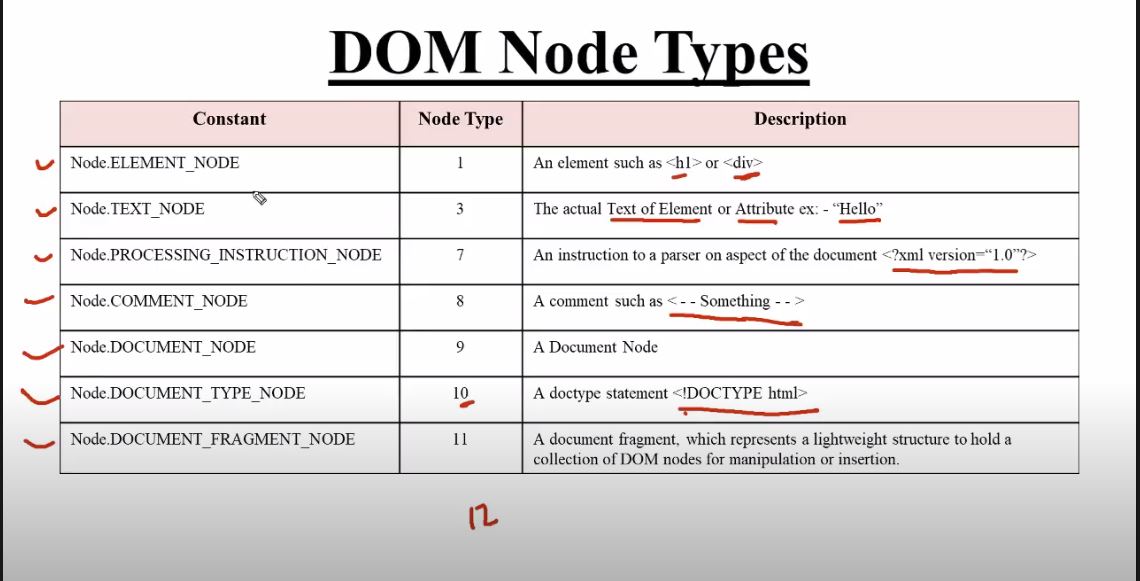 DOM Node Types
Constant Node Type Description
Node.ELEMENT_NODE 1 An element such as <h1> or <div>
Node.TEXT_NODE 3 The actual Text of Element or Attribute ex: - “Hello”
Node.PROCESSING_INSTRUCTION_NODE 7 An instruction to a parser on aspect of the document <?xml version=“1.0”?>
Node.COMMENT_NODE 8 A comment such as < - - Something - - >
Node.DOCUMENT_NODE 9 A Document Node
Node.DOCUMENT_TYPE_NODE 10 A doctype statement <!DOCTYPE html>
Node.DOCUMENT_FRAGMENT_NODE 11 A document fragment, which represents a lightweight structure to hold a
collection of DOM nodes for manipulation or insertion.
12